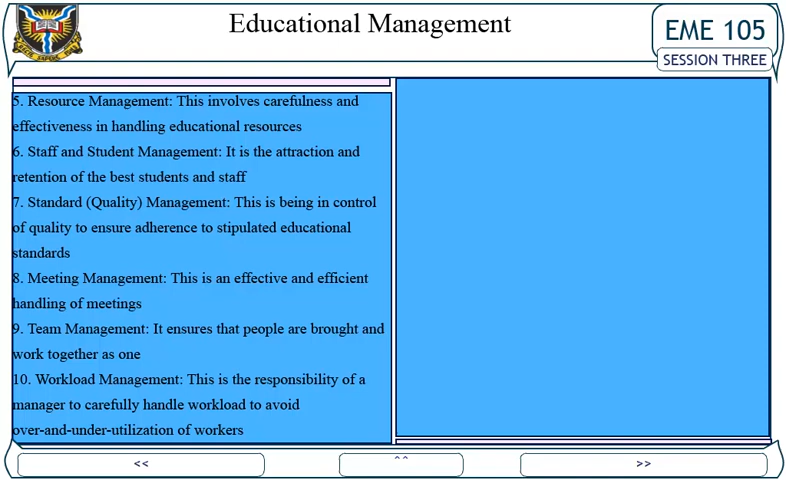 Educational Management
EME 105
SESSION THREE
5. Resource Management: This involves carefulness and
effectiveness in handling educational resources
6. Staff and Student Management: It is the attraction and
retention of the best students and staff
7. Standard (Quality) Management: This is being in control
of quality to ensure adherence to stipulated educational
standards
8. Meeting Management: This is an effective and efficient
handling of meetings
9. Team Management: It ensures that people are brought and
work together as one
10. Workload Management: This is the responsibility of a
manager to carefully handle workload to avoid
over-and-under-utilization of workers
<<
^^
>>